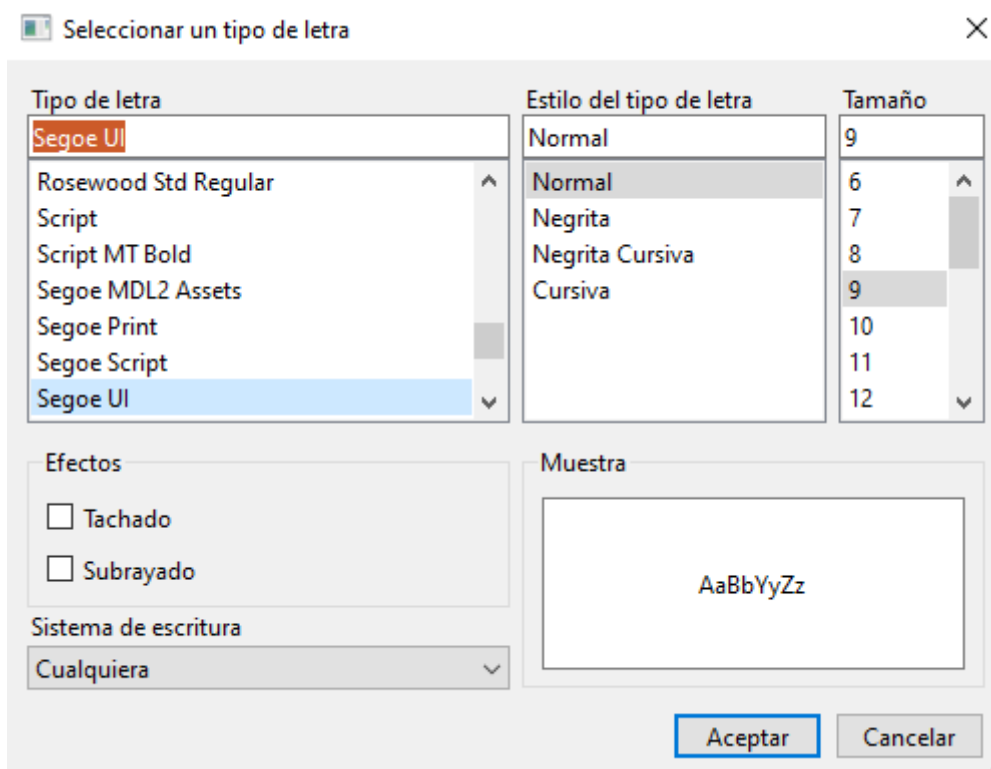 Seleccionar un tipo de letra
Tipo de letra
Segoe UI
Rosewood Std Regular
Script
Script MT Bold
Segoe MDL2 Assets
Segoe Print
Segoe Script
Segoe UI
Estilo del tipo de letra
Normal
Normal
Negrita
Negrita Cursiva
Cursiva
Tamaño
9
6
7
8
9
10
11
12
Efectos
Tachado
Subrayado
Sistema de escritura
Cualquiera
Muestra
AaBbYyZz
Aceptar
Cancelar